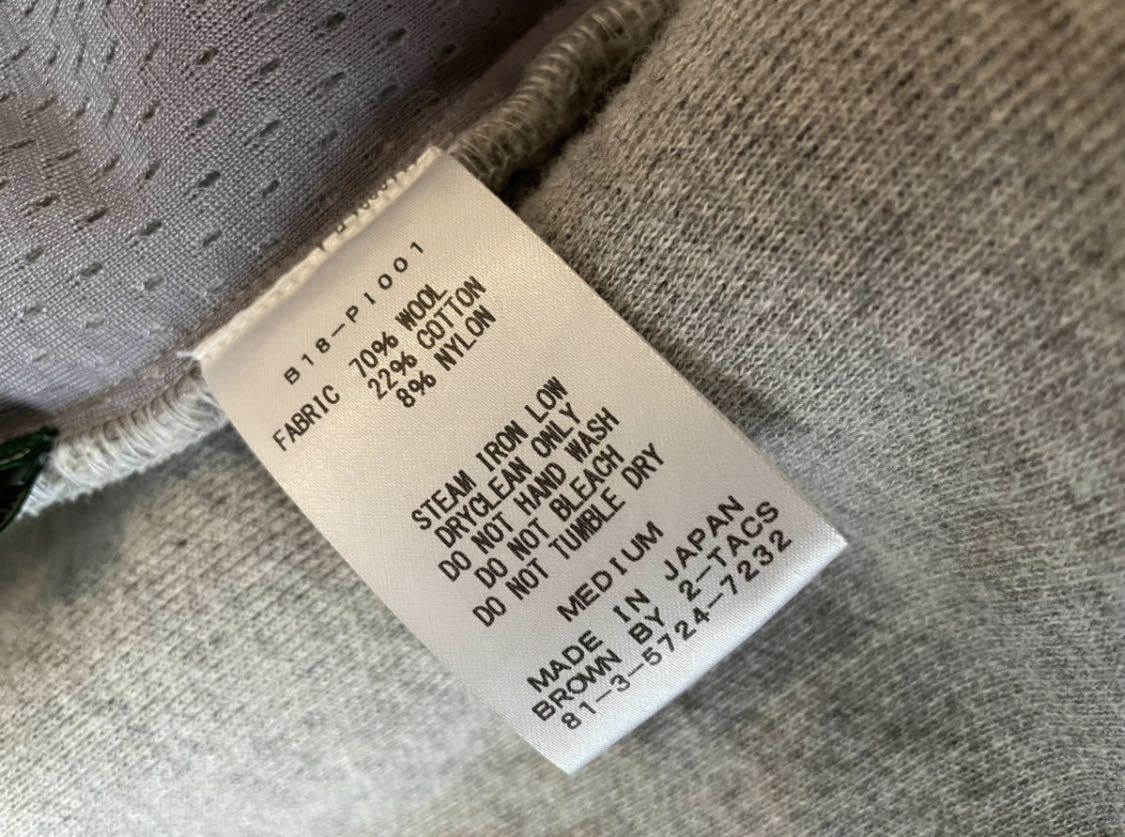 B18-PI001
FABRIC 70% WOOL
22% COTTON
8% NYLON
STEAM IRON LOW
DRYCLEAN ONLY
DO NOT HAND WASH
DO NOT BLEACH
DO NOT TUMBLE DRY
MEDIUM
MADE IN JAPAN
BROWN BY 2-TACS
81-3-5724-7232